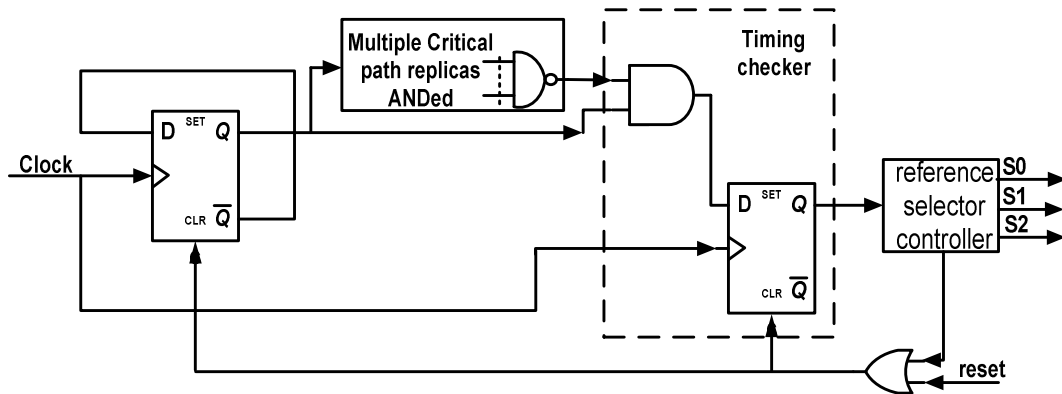 Multiple Critical
path replicas
ANDed
Timing
checker
D SET Q
CLR Q
Clock
D SET Q
CLR Q
reference
selector
controller
S0
S1
S2
reset